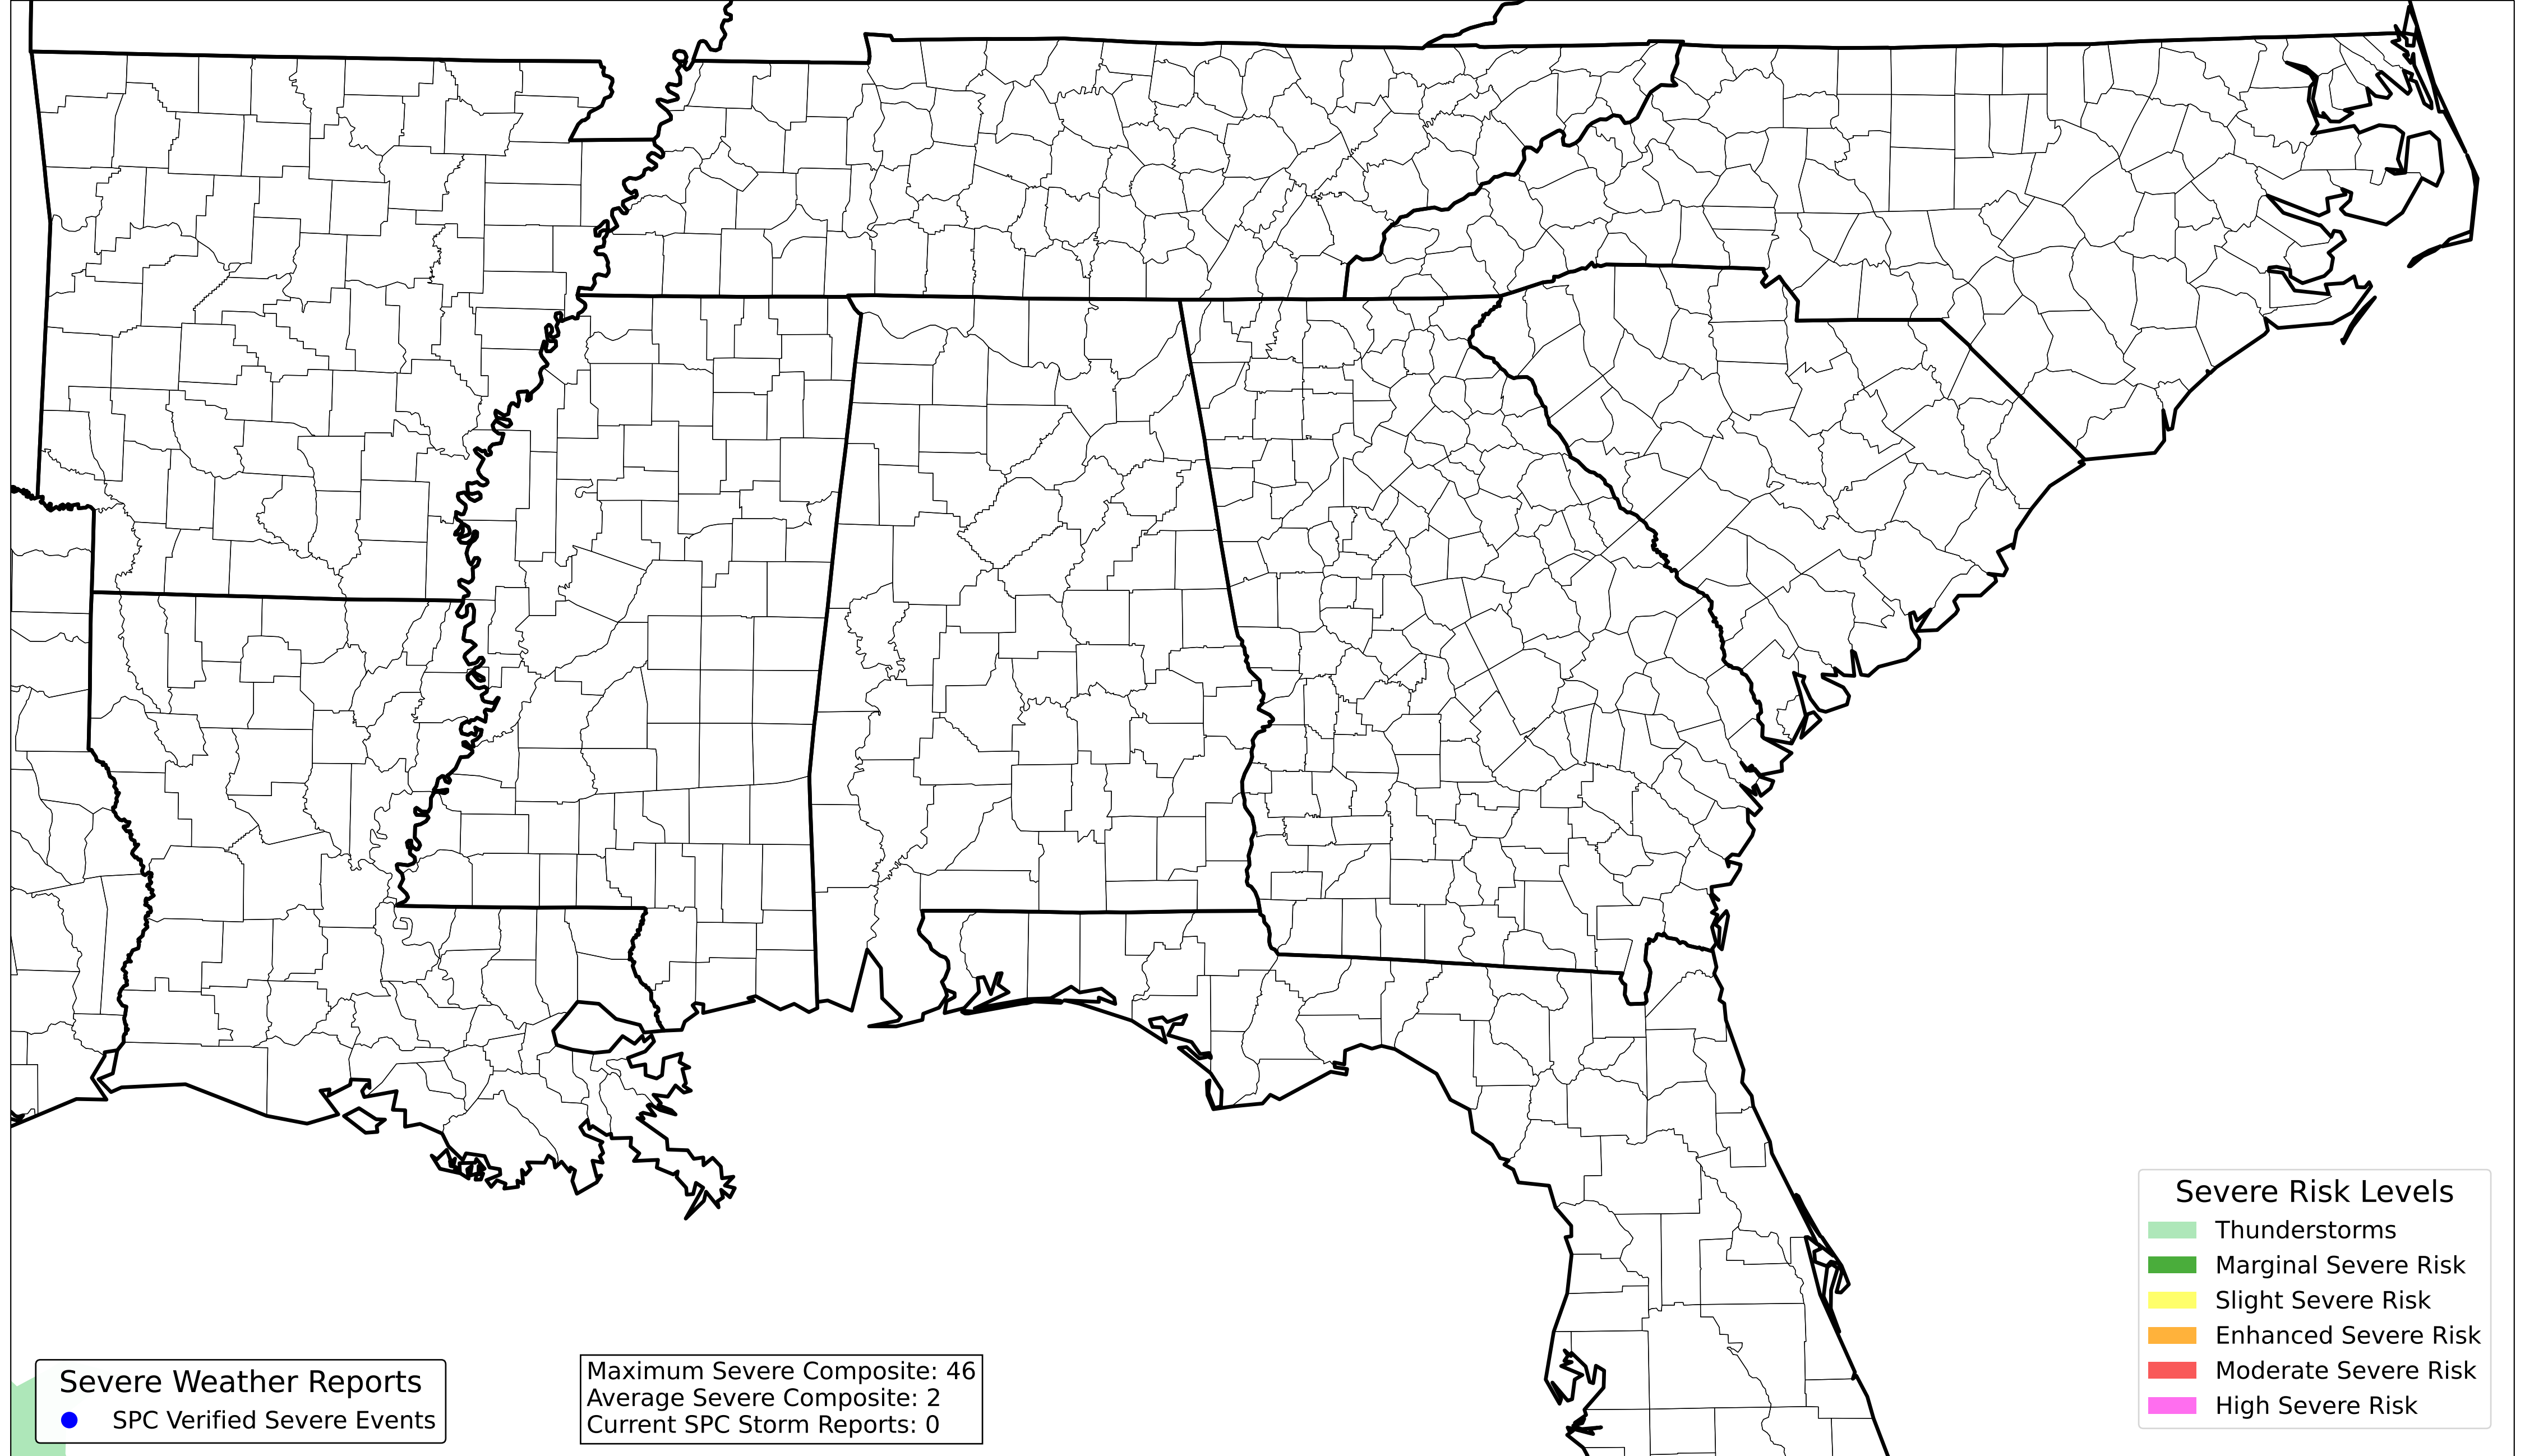 Severe Weather Reports
SPC Verified Severe Events
Maximum Severe Composite: 46
Average Severe Composite: 2
Current SPC Storm Reports: 0
Severe Risk Levels
Thunderstorms
Marginal Severe Risk
Slight Severe Risk
Enhanced Severe Risk
Moderate Severe Risk
High Severe Risk